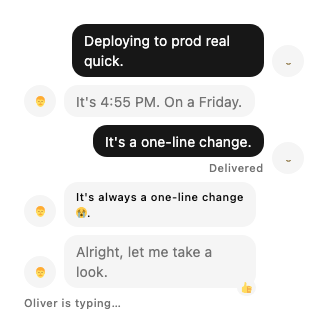 Deploying to prod real
quick.
It's 4:55 PM. On a Friday.
It's a one-line change.
Delivered
It's always a one-line change
😭.
Alright, let me take a
look.
👍
Oliver is typing...